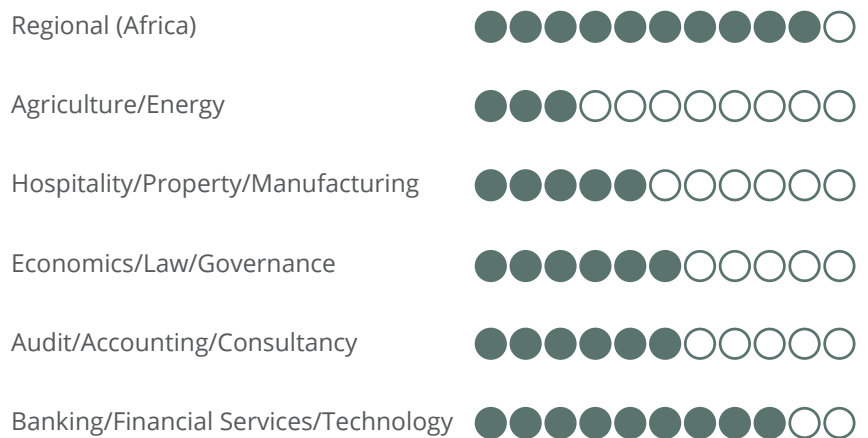 Regional (Africa)
Agriculture/Energy
Hospitality/Property/Manufacturing
Economics/Law/Governance
Audit/Accounting/Consultancy
Banking/Financial Services/Technology